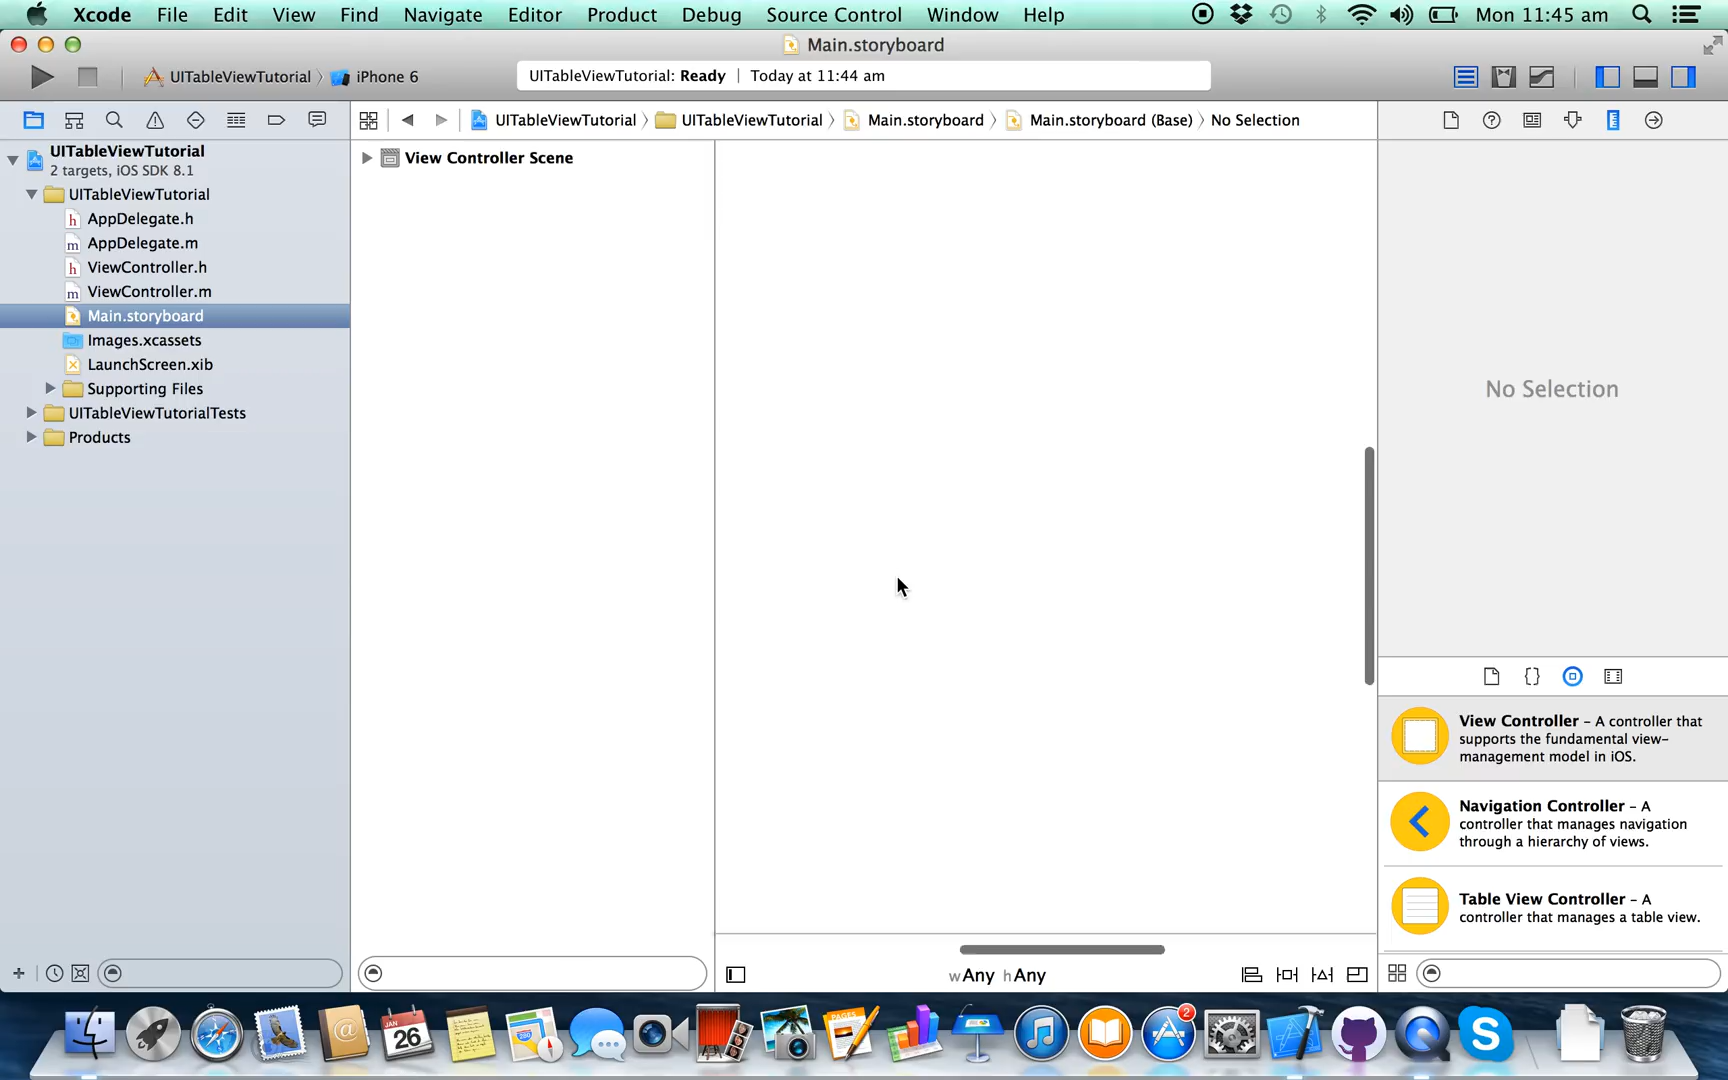 Xcode File Edit View Find Navigate Editor Product Debug Source Control Window Help Mon 11:45 am
Main.storyboard
UITableViewTutorial iPhone 6
UITableViewTutorial: Ready | Today at 11:44 am
UITableViewTutorial UITableViewTutorial Main.storyboard Main.storyboard (Base) No Selection
UITableViewTutorial
2 targets, iOS SDK 8.1
UITableViewTutorial
h AppDelegate.h
m AppDelegate.m
h ViewController.h
m ViewController.m
Main.storyboard
Images.xcassets
LaunchScreen.xib
Supporting Files
UITableViewTutorialTests
Products
View Controller Scene
No Selection
View Controller - A controller that
supports the fundamental view-
management model in iOS.
Navigation Controller - A
controller that manages navigation
through a hierarchy of views.
Table View Controller - A
controller that manages a table view.
wAny hAny
JAN
26
PAGES
2